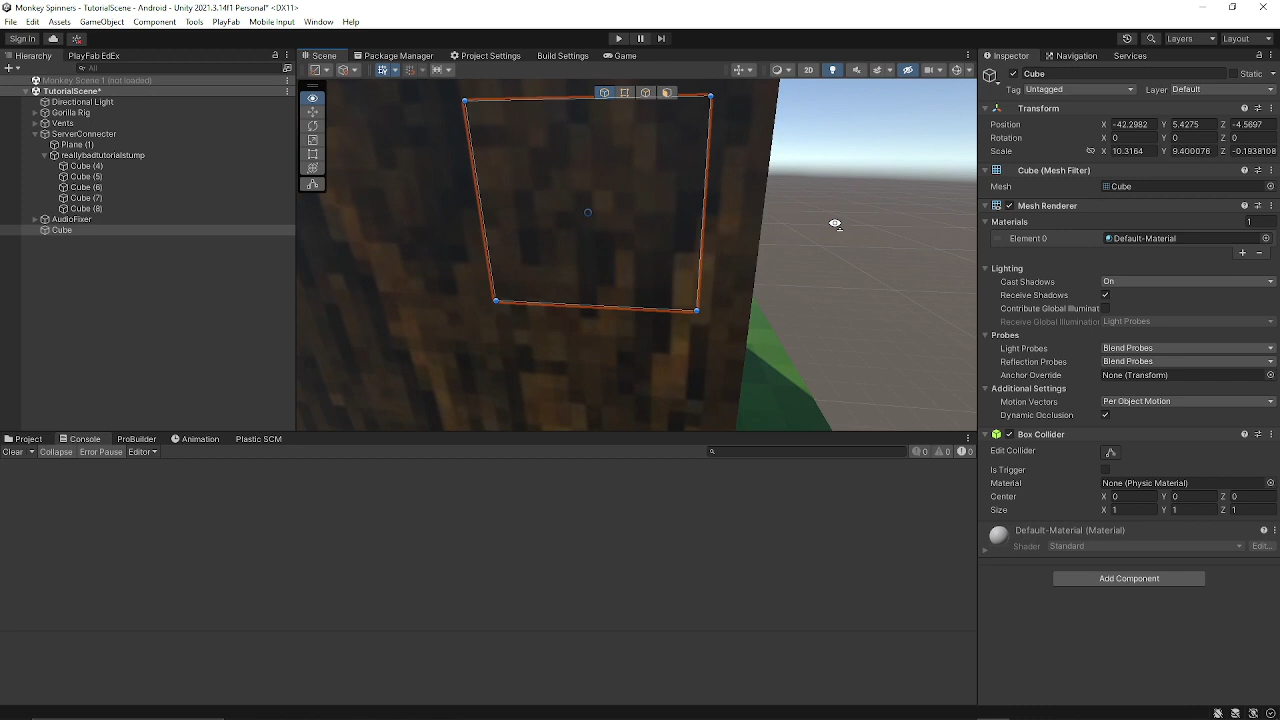 Monkey Spinners - TutorialScene - Android - Unity 2021.3.14f1 Personal* <DX11>
File Edit Assets GameObject Component Tools PlayFab Mobile Input Window Help
Sign in
Layers
Layout
Hierarchy
PlayFab EdEx
Scene
Package Manager
Project Settings
Build Settings
Game
Inspector
Navigation
Services
All
2D
Monkey Scene 1 (not loaded)
TutorialScene*
Directional Light
Gorilla Rig
Vents
ServerConnecter
Plane (1)
reallybadtutorialstump
Cube (4)
Cube (5)
Cube (6)
Cube (7)
Cube (8)
AudioFixer
Cube
Cube
Static
Tag Untagged
Layer Default
Transform
Position X -42.2982 Y 5.4275 Z -4.5697
Rotation X 0 Y 0 Z 0
Scale X 10.3164 Y 9.400076 Z -0.1938108
Cube (Mesh Filter)
Mesh Cube
Mesh Renderer
Materials 1
Element 0 Default-Material
Lighting
Cast Shadows On
Receive Shadows
Contribute Global Illuminat
Receive Global Illumination Light Probes
Probes
Light Probes Blend Probes
Reflection Probes Blend Probes
Anchor Override None (Transform)
Additional Settings
Motion Vectors Per Object Motion
Dynamic Occlusion
Box Collider
Edit Collider
Is Trigger
Material None (Physic Material)
Center X 0 Y 0 Z 0
Size X 1 Y 1 Z 1
Default-Material (Material)
Shader Standard Edit...
Add Component
Project
Console
ProBuilder
Animation
Plastic SCM
Clear Collapse Error Pause Editor
0 0 0